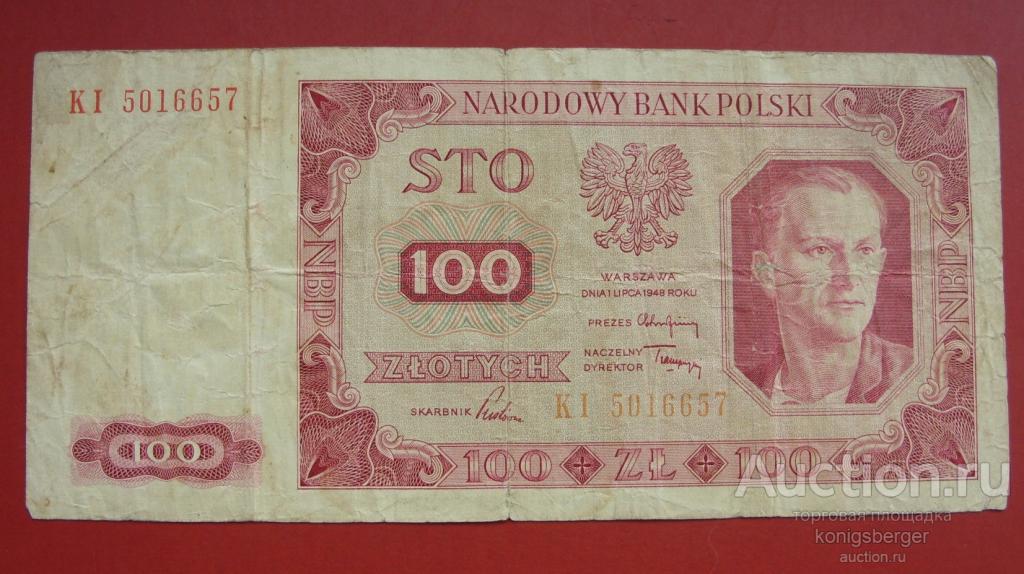 KI 5016657
NARODOWY BANK POLSKI
STO
100
WARSZAWA
DNIA 1 LIPCA 1948 ROKU
PREZES
ZŁOTYCH
NACZELNY
DYREKTOR
SKARBNIK
KI 5016657
NBP
NBP
100
100 ZŁ 100
Auction.ru
торговая площадка
konigsberger
auction.ru